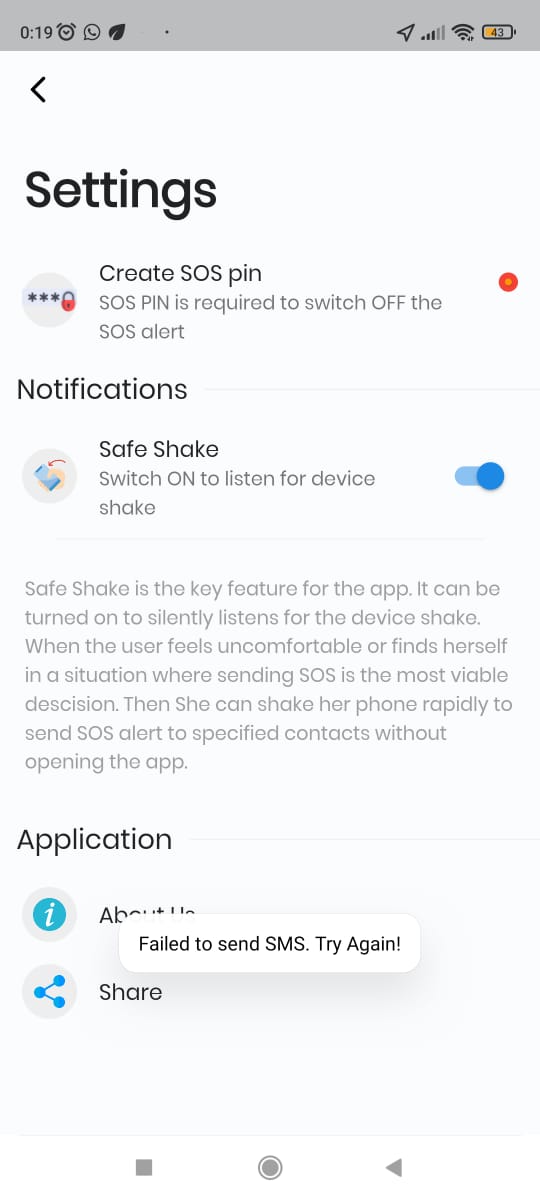 0:19
43
Settings
***
Create SOS pin
SOS PIN is required to switch OFF the
SOS alert
Notifications
Safe Shake
Switch ON to listen for device
shake
Safe Shake is the key feature for the app. It can be
turned on to silently listens for the device shake.
When the user feels uncomfortable or finds herself
in a situation where sending SOS is the most viable
descision. Then She can shake her phone rapidly to
send SOS alert to specified contacts without
opening the app.
Application
i
About Us
Failed to send SMS. Try Again!
Share